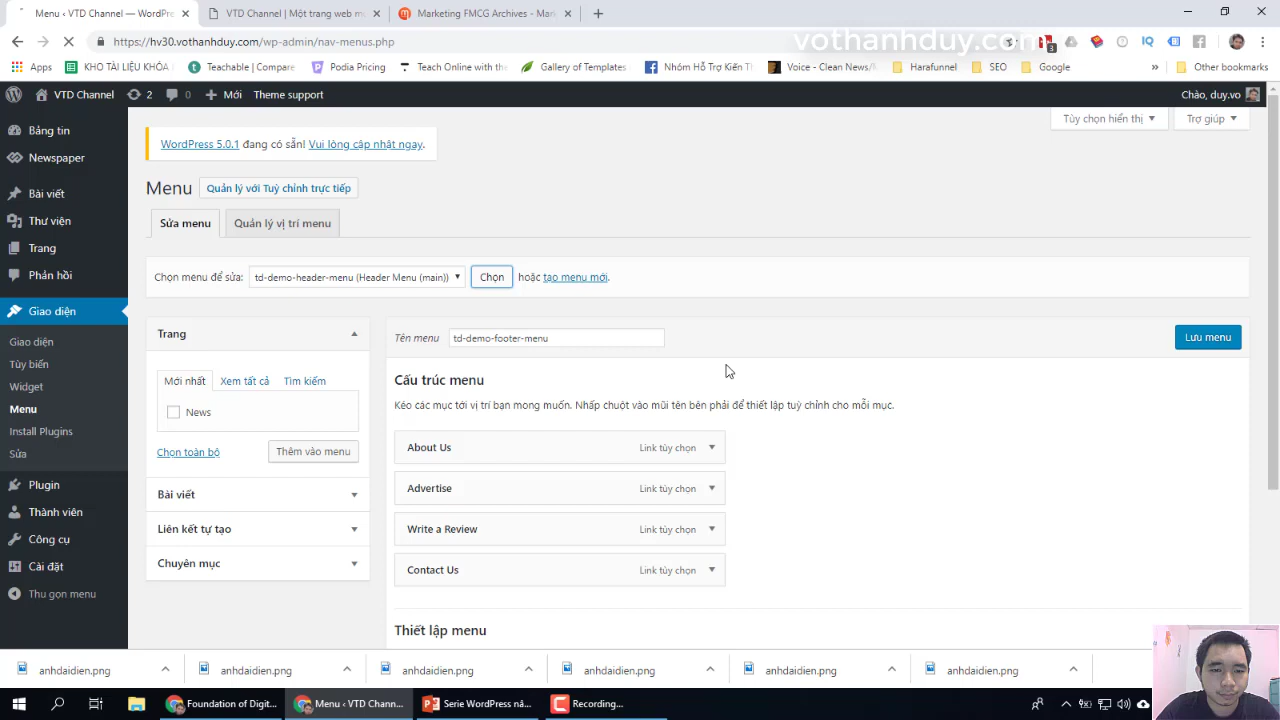 Menu ‹ VTD Channel — WordPre
VTD Channel | Một trang web m
Marketing FMCG Archives - Mark
https://hv30.vothanhduy.com/wp-admin/nav-menus.php
vothanhduy.com
Apps
KHO TÀI LIỆU KHÓA
Teachable | Compare
Podia Pricing
Teach Online with the
Gallery of Templates
Nhóm Hỗ Trợ Kiến T
Voice - Clean News/
Harafunnel
SEO
Google
»
Other bookmarks
VTD Channel
2
0
Mới
Theme support
Chào, duy.vo
Bảng tin
Newspaper
Bài viết
Thư viện
Trang
Phản hồi
Giao diện
Giao diện
Tùy biến
Widget
Menu
Install Plugins
Sửa
Plugin
Thành viên
Công cụ
Cài đặt
Thu gọn menu
Tùy chọn hiển thị
Trợ giúp
WordPress 5.0.1 đang có sẵn! Vui lòng cập nhật ngay.
Menu
Quản lý với Tuỳ chỉnh trực tiếp
Sửa menu
Quản lý vị trí menu
Chọn menu để sửa:
td-demo-header-menu (Header Menu (main))
Chọn
hoặc tạo menu mới.
Trang
Mới nhất
Xem tất cả
Tìm kiếm
News
Chọn toàn bộ
Thêm vào menu
Bài viết
Liên kết tự tạo
Chuyên mục
Tên menu
td-demo-footer-menu
Lưu menu
Cấu trúc menu
Kéo các mục tới vị trí bạn mong muốn. Nhấp chuột vào mũi tên bên phải để thiết lập tuỳ chỉnh cho mỗi mục.
About Us
Link tùy chọn
Advertise
Link tùy chọn
Write a Review
Link tùy chọn
Contact Us
Link tùy chọn
Thiết lập menu
anhdaidien.png
anhdaidien.png
anhdaidien.png
anhdaidien.png
anhdaidien.png
anhdaidien.png
Foundation of Digit...
Menu ‹ VTD Chann...
Serie WordPress nâ...
Recording...